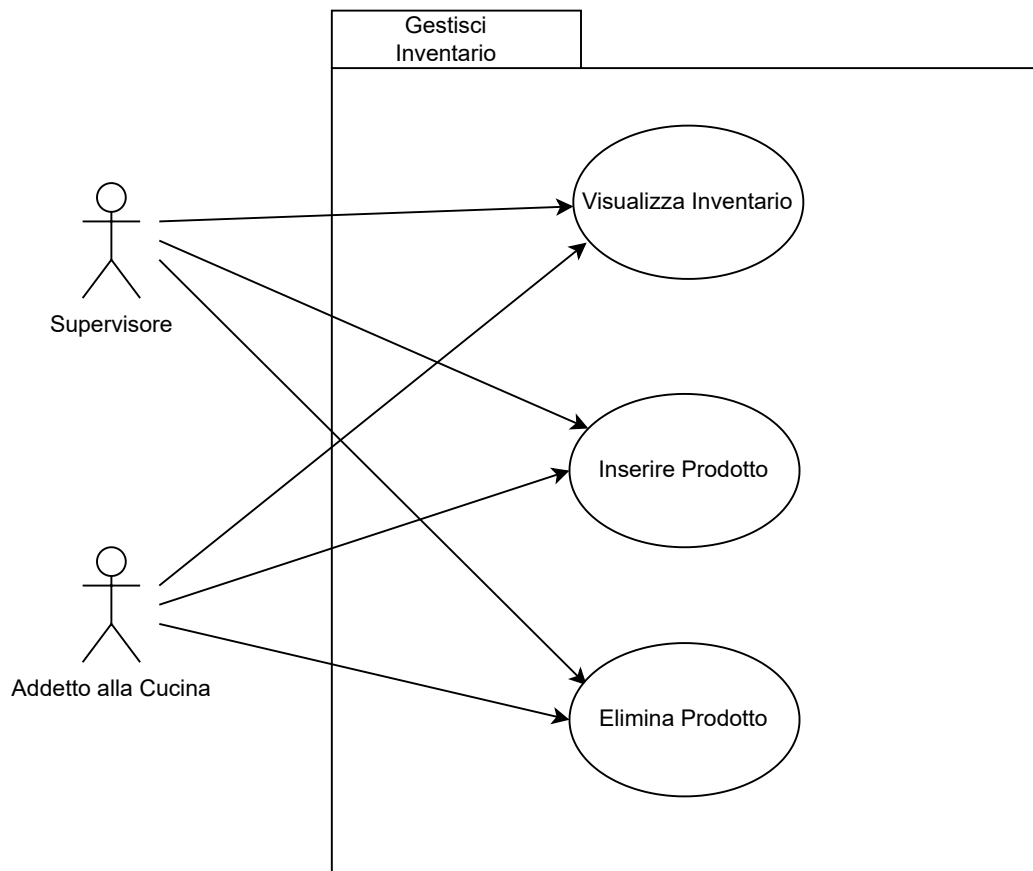 Gestisci
Inventario
Visualizza Inventario
Supervisore
Inserire Prodotto
Addetto alla Cucina
Elimina Prodotto